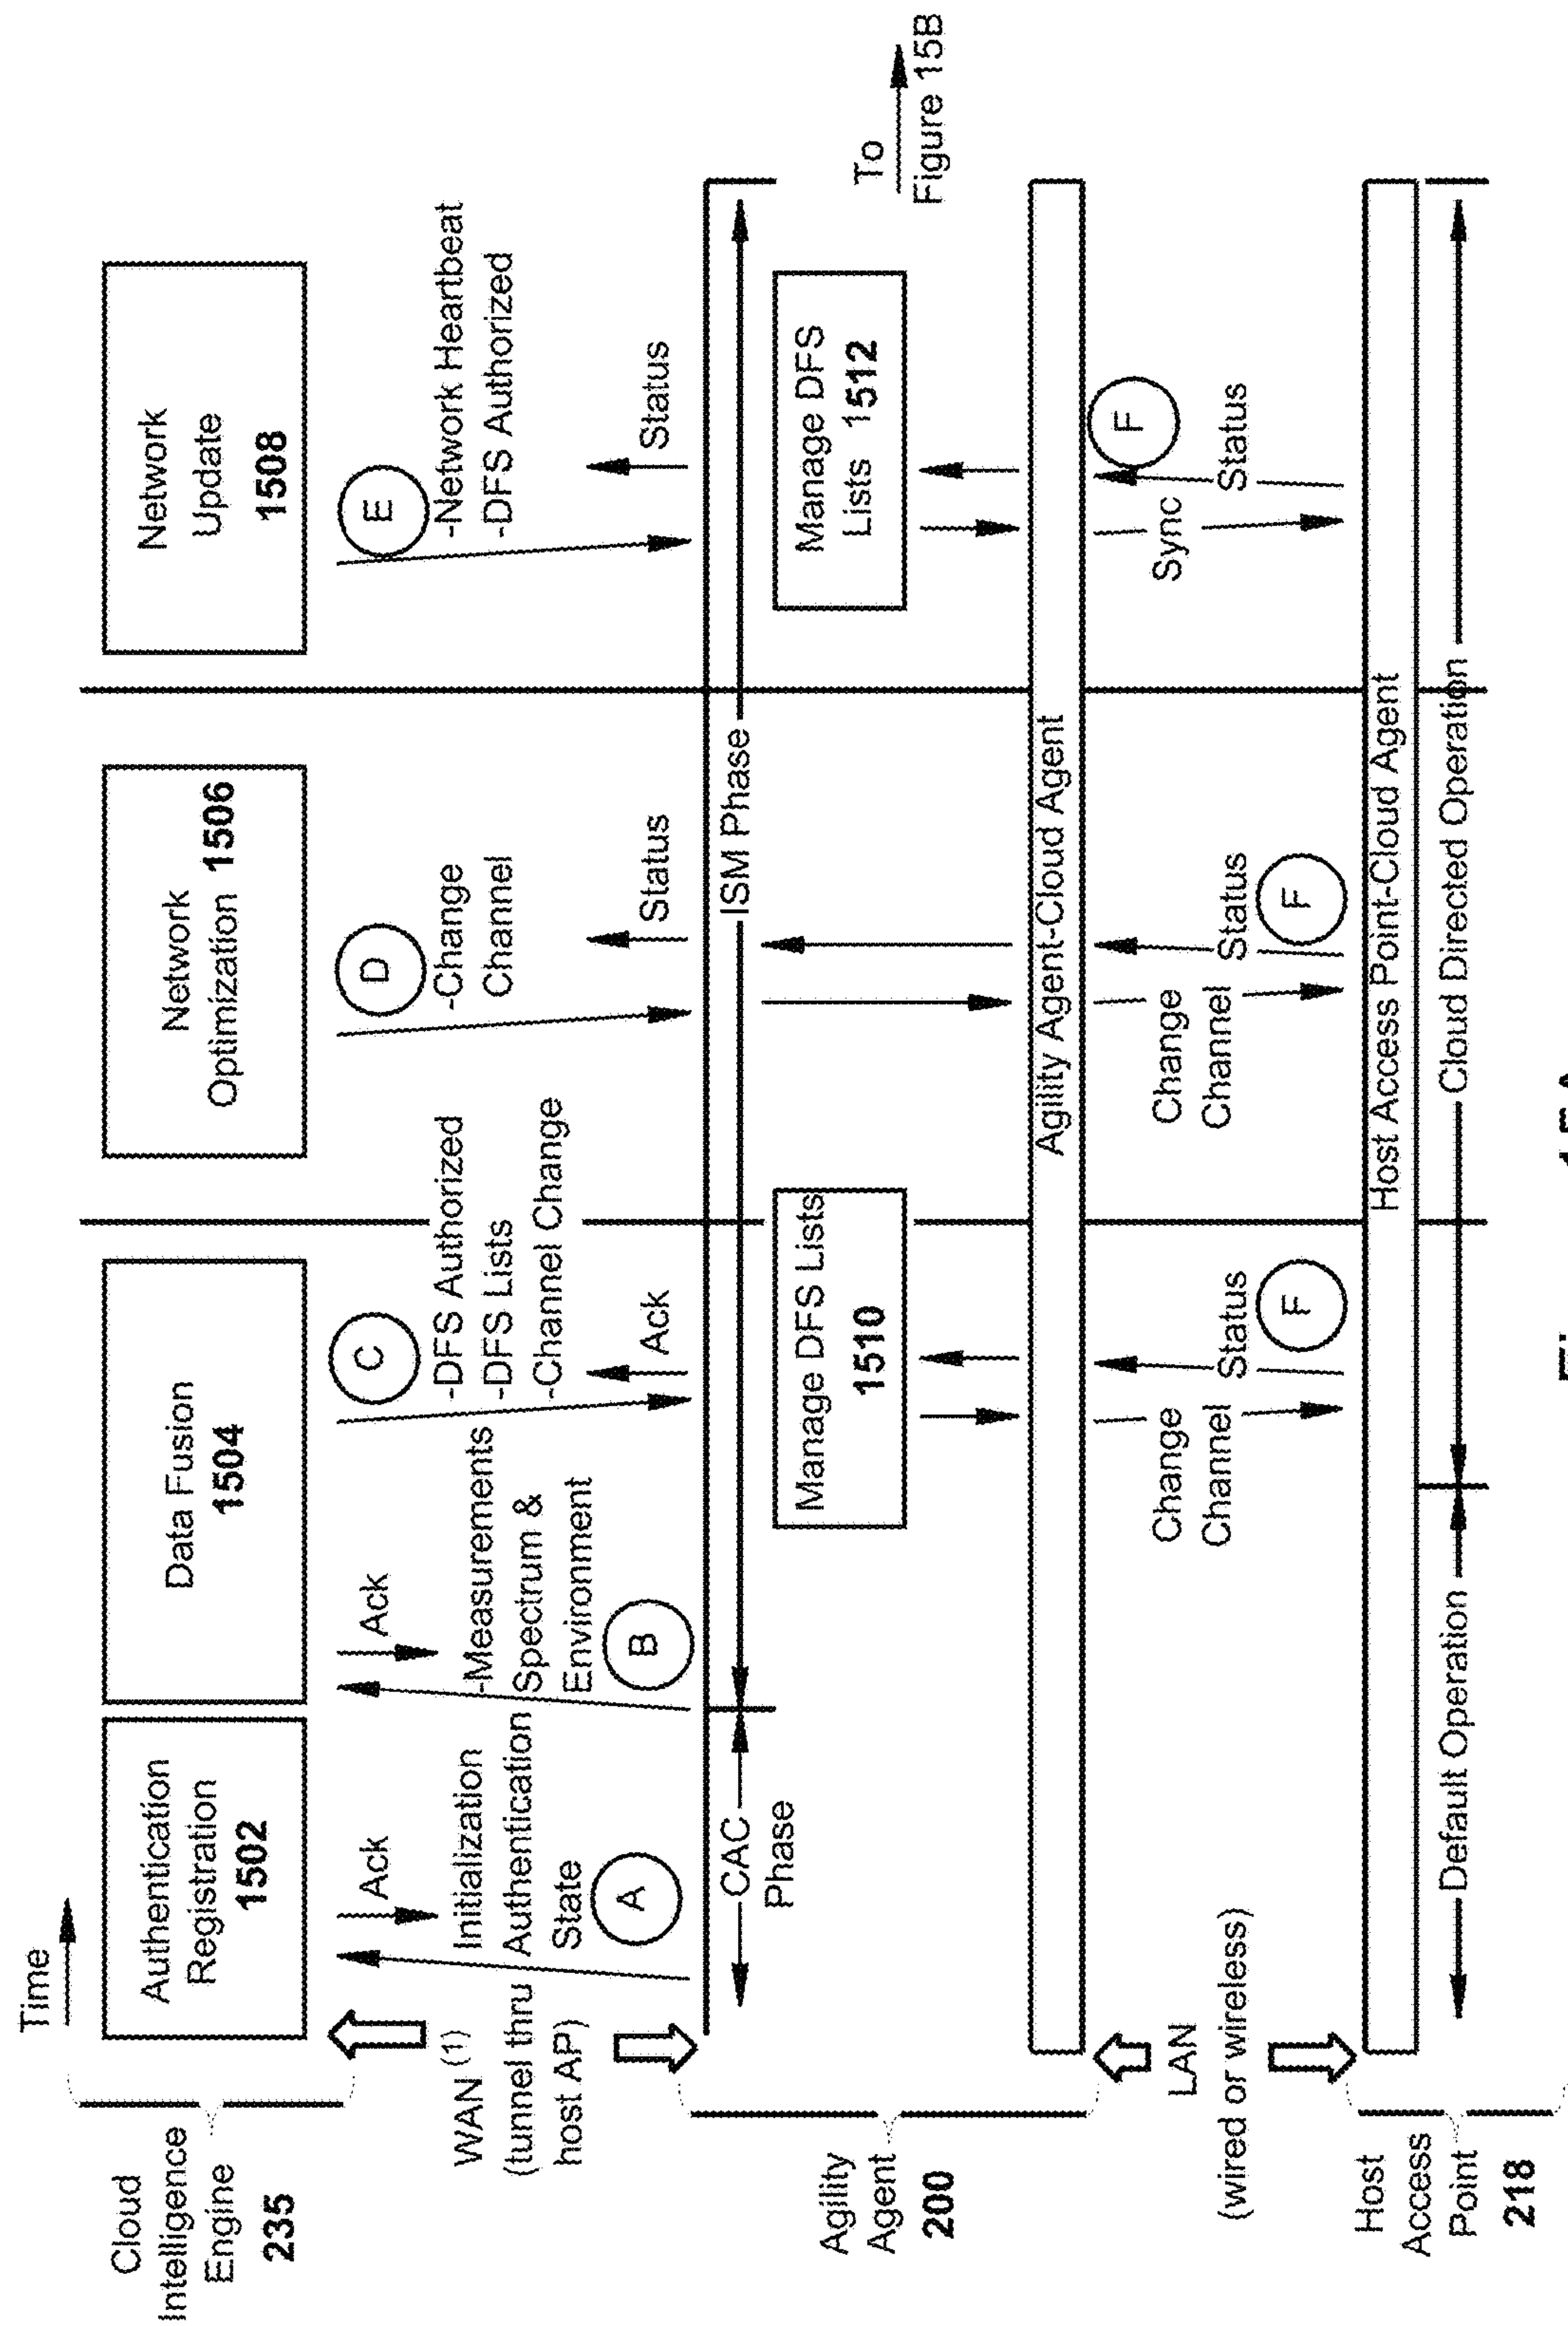 Time
Cloud
Intelligence
Engine
235
Authentication
Registration
1502
Data Fusion
1504
Network
Optimization 1506
Network
Update
1508
WAN (1)
(tunnel thru
host AP)
Ack
Initialization
Authentication
State
A
Ack
-Measurements
Spectrum &
Environment
B
C
-DFS Authorized
-DFS Lists
-Channel Change
Ack
D
-Change
Channel
Status
E
-Network Heartbeat
-DFS Authorized
Status
Agility
Agent
200
CAC
Phase
ISM Phase
Manage DFS Lists
1510
Manage DFS
Lists 1512
To
Figure 15B
Agility Agent-Cloud Agent
LAN
(wired or wireless)
Change
Channel
Status
F
Change
Channel
Status
F
Sync
Status
F
Host
Access
Point
218
Host Access Point-Cloud Agent
Default Operation
Cloud Directed Operation